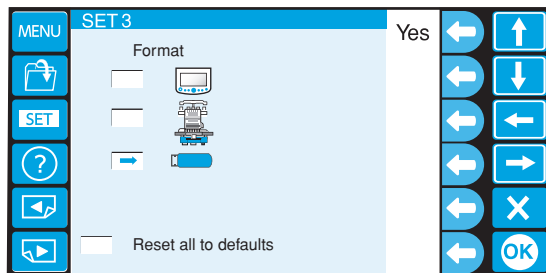 MENU
SET 3
Yes
Format
SET
?
Reset all to defaults
X
OK